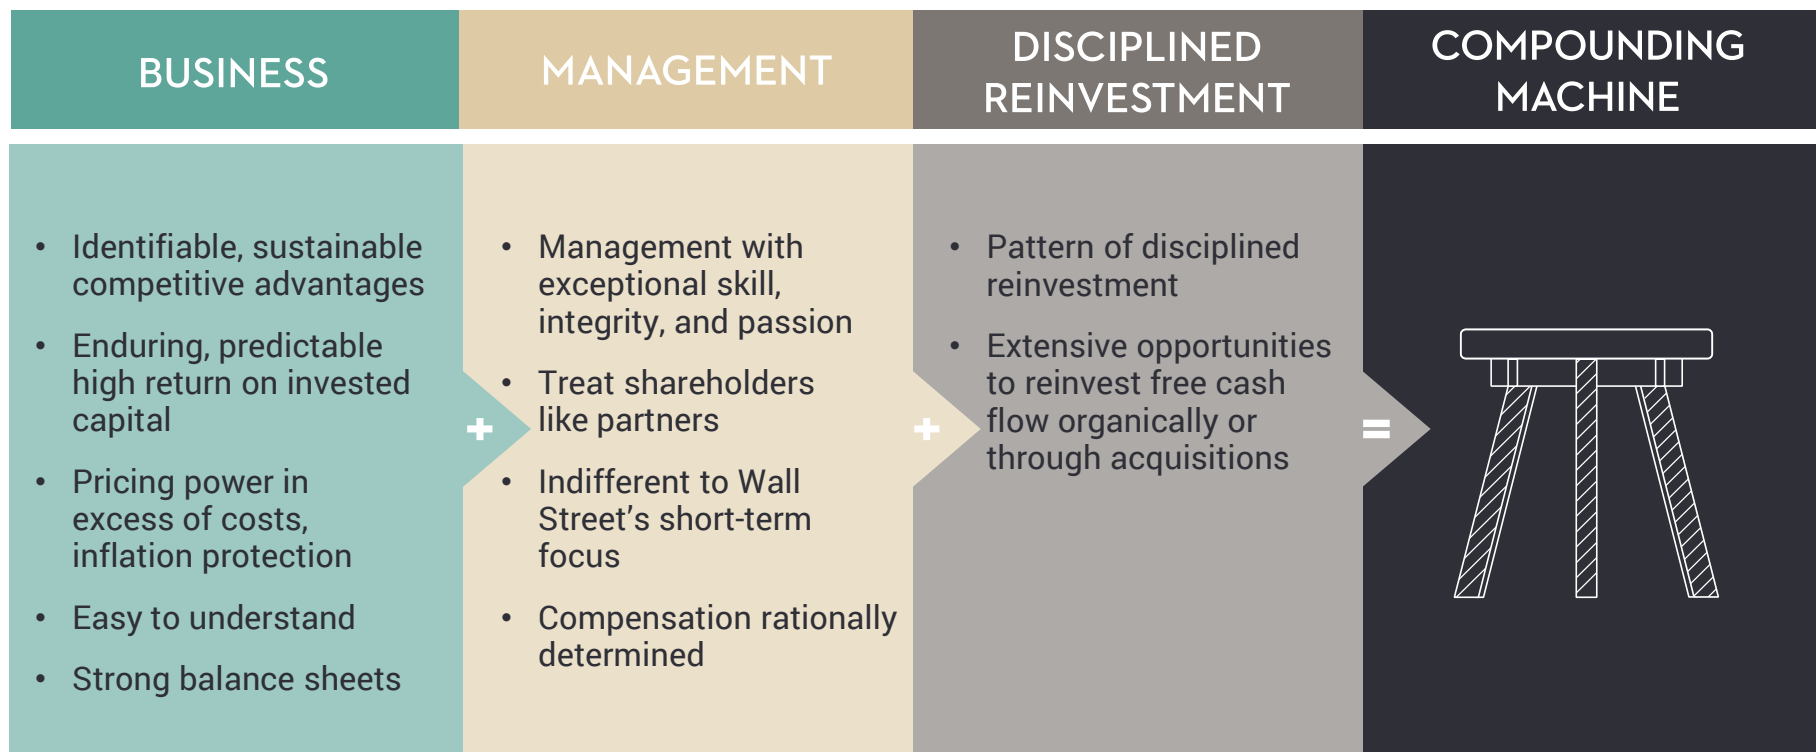 BUSINESS
MANAGEMENT
DISCIPLINED
REINVESTMENT
COMPOUNDING
MACHINE
• Identifiable, sustainable
competitive advantages
• Enduring, predictable
high return on invested
capital
• Pricing power in
excess of costs,
inflation protection
• Easy to understand
• Strong balance sheets
+
• Management with
exceptional skill,
integrity, and passion
• Treat shareholders
like partners
• Indifferent to Wall
Street’s short-term
focus
• Compensation rationally
determined
+
• Pattern of disciplined
reinvestment
• Extensive opportunities
to reinvest free cash
flow organically or
through acquisitions
=